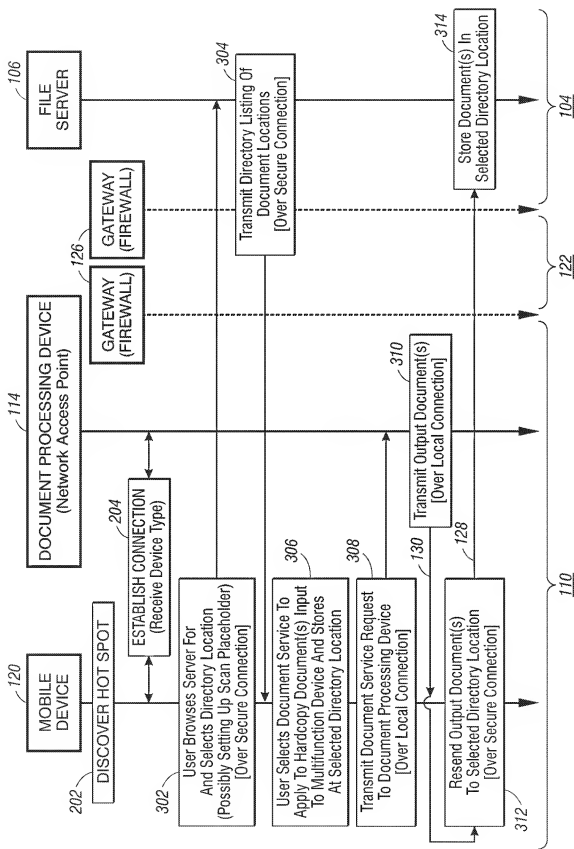 120
MOBILE
DEVICE
114
DOCUMENT PROCESSING DEVICE
(Network Access Point)
126
GATEWAY
(FIREWALL)
GATEWAY
(FIREWALL)
106
FILE
SERVER
202
DISCOVER HOT SPOT
204
ESTABLISH CONNECTION
(Receive Device Type)
302
User Browses Server For
And Selects Directory Location
(Possibly Setting Up Scan Placeholder)
[Over Secure Connection]
304
Transmit Directory Listing Of
Document Locations
[Over Secure Connection]
306
User Selects Document Service To
Apply To Hardcopy Document(s) Input
To Multifunction Device And Stores
At Selected Directory Location
308
Transmit Document Service Request
To Document Processing Device
[Over Local Connection]
310
Transmit Output Document(s)
[Over Local Connection]
130
128
312
Resend Output Document(s)
To Selected Directory Location
[Over Secure Connection]
314
Store Document(s) In
Selected Directory Location
110
122
104